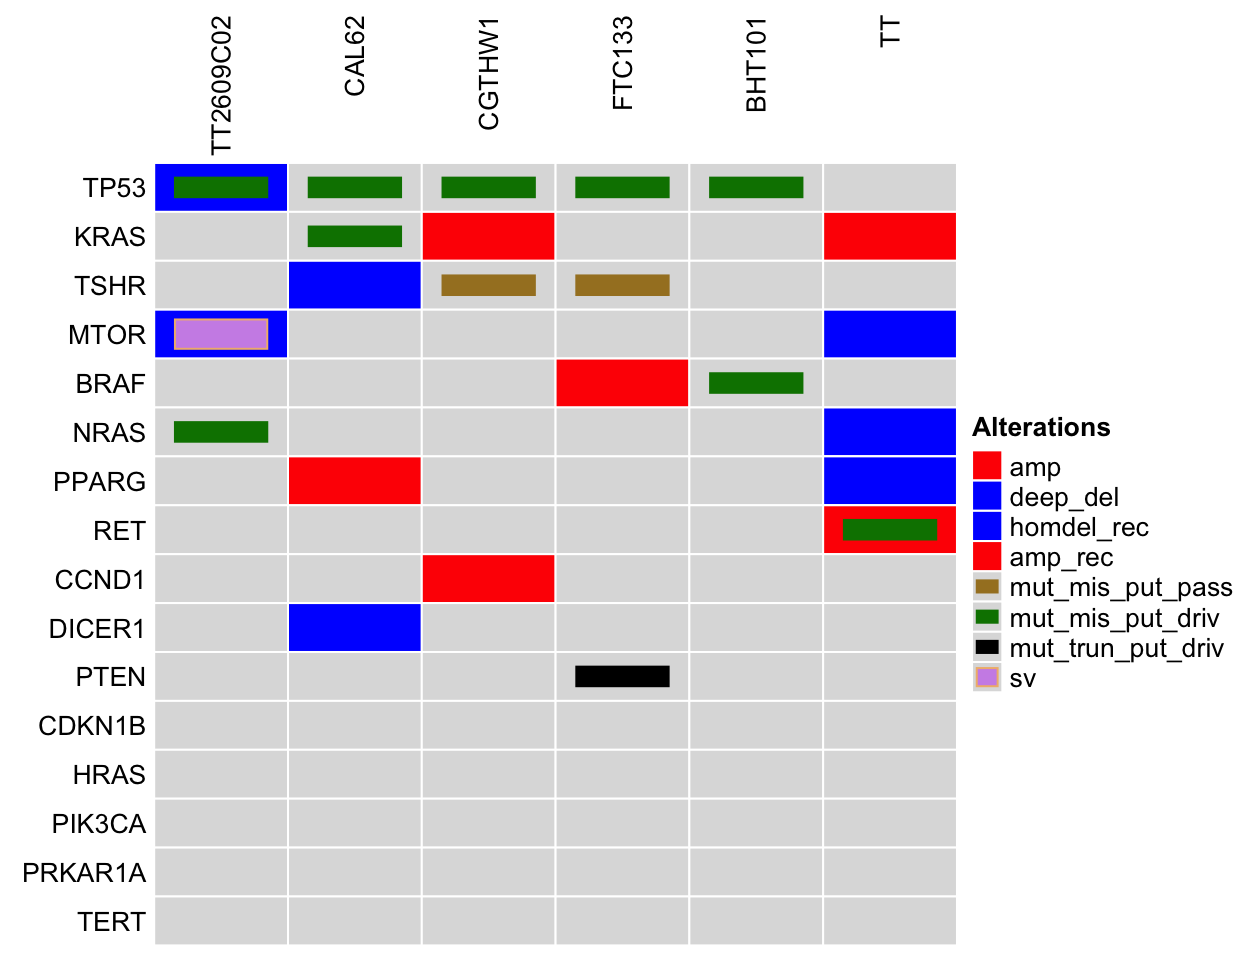 TT2609C02
CAL62
CGTHW1
FTC133
BHT101
TT
TP53
KRAS
TSHR
MTOR
BRAF
NRAS
PPARG
RET
CCND1
DICER1
PTEN
CDKN1B
HRAS
PIK3CA
PRKAR1A
TERT
Alterations
amp
deep_del
homdel_rec
amp_rec
mut_mis_put_pass
mut_mis_put_driv
mut_trun_put_driv
sv